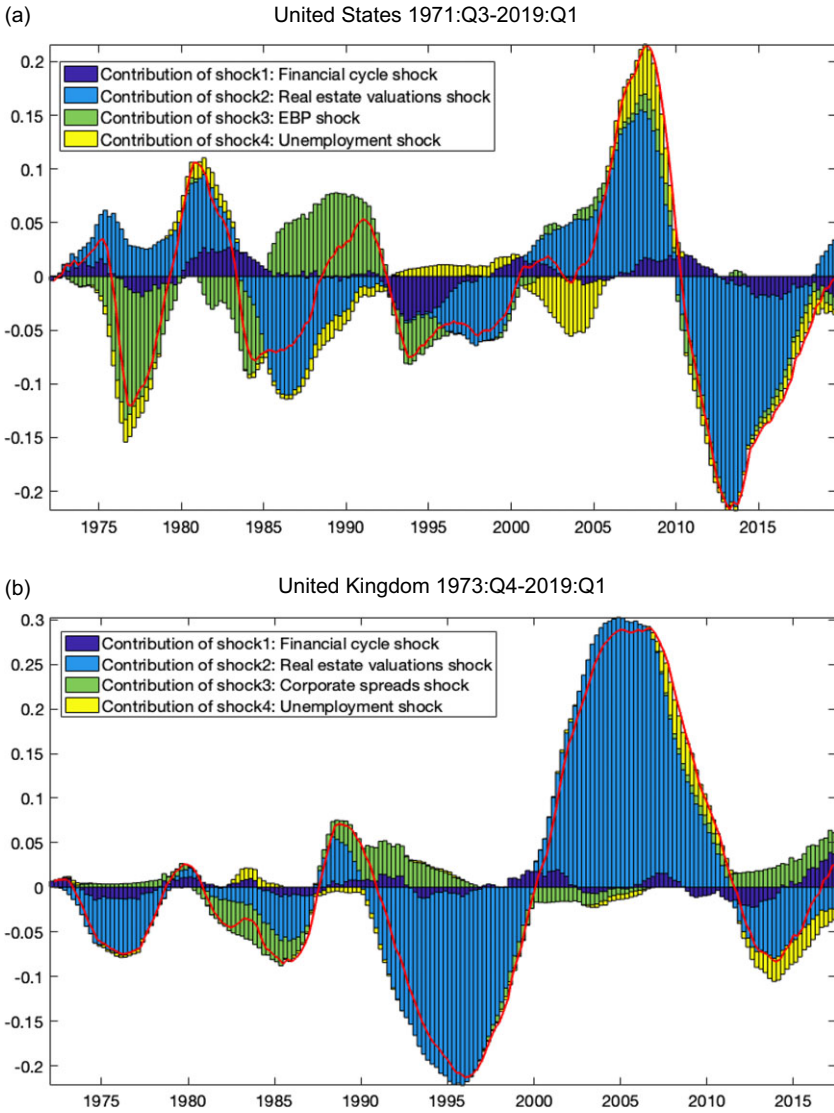 (a)
United States 1971:Q3-2019:Q1
Contribution of shock1: Financial cycle shock
Contribution of shock2: Real estate valuations shock
Contribution of shock3: EBP shock
Contribution of shock4: Unemployment shock
0.2
0.15
0.1
0.05
0
-0.05
-0.1
-0.15
-0.2
1975 1980 1985 1990 1995 2000 2005 2010 2015
(b)
United Kingdom 1973:Q4-2019:Q1
Contribution of shock1: Financial cycle shock
Contribution of shock2: Real estate valuations shock
Contribution of shock3: Corporate spreads shock
Contribution of shock4: Unemployment shock
0.3
0.25
0.2
0.15
0.1
0.05
0
-0.05
-0.1
-0.15
-0.2
1975 1980 1985 1990 1995 2000 2005 2010 2015